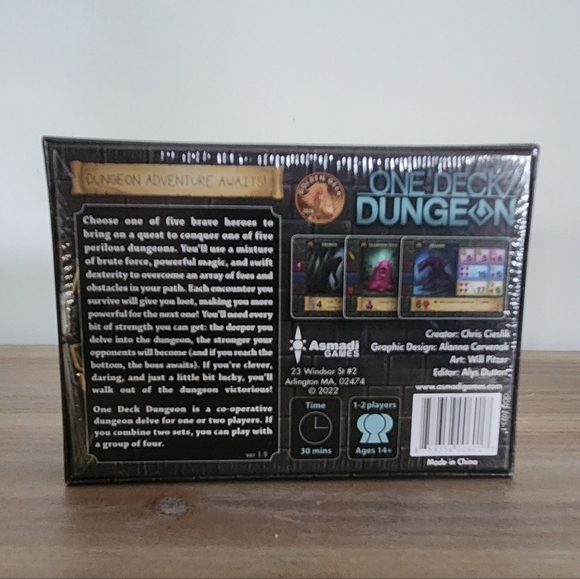 DUNGEON ADVENTURE AWAITS!
Choose one of five brave heroes to
bring on a quest to conquer one of five
perilous dungeons. You'll use a mixture
of brute force, powerful magic, and swift
dexterity to overcome an array of foes and
obstacles in your path. Each encounter you
survive will give you loot, making you more
powerful for the next one! You'll need every
bit of strength you can get: the deeper you
delve into the dungeon, the stronger your
opponents will become (and if you reach the
bottom, the boss awaits). If you're clever,
daring, and just a little bit lucky, you'll
walk out of the dungeon victorious!
One Deck Dungeon is a co-operative
dungeon delve for one or two players. If
you combine two sets, you can play with
a group of four.
ver 1.9
GOLDEN GEEK
ONE DECK
DUNGEON
4
6
Asmadi
GAMES
23 Windsor St #2
Arlington MA, 02474
© 2022
Creator: Chris Cieslik
Graphic Design: Alanna Cervenak
Art: Will Pitzer
Editor: Alyn Dutton
www.asmadigames.com
Time
30 mins
1-2 players
Ages 14+
Made in China